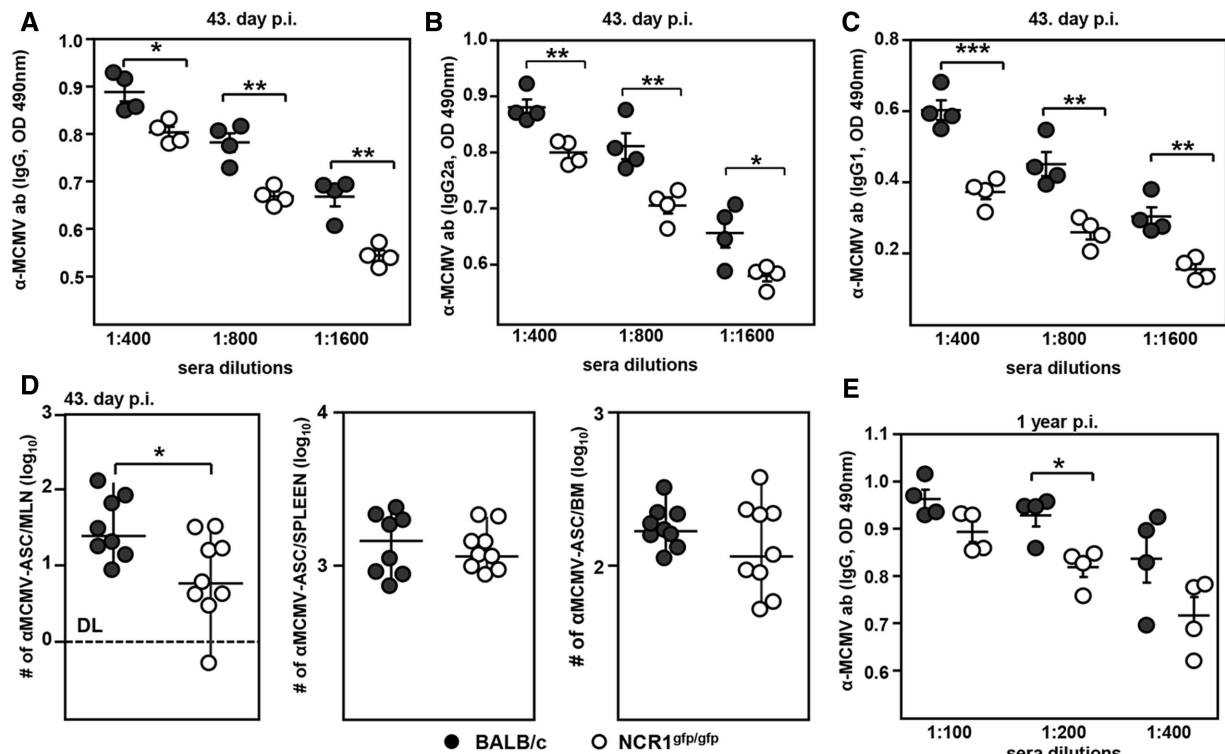 A
43. day p.i.
α-MCMV ab (IgG, OD 490nm)
1.0
0.9
0.8
0.7
0.6
0.5
*
**
**
1:400 1:800 1:1600
sera dilutions
B
43. day p.i.
α-MCMV ab (IgG2a, OD 490nm)
1.0
0.9
0.8
0.7
0.6
**
**
*
1:400 1:800 1:1600
sera dilutions
C
43. day p.i.
α-MCMV ab (IgG1, OD 490nm)
0.8
0.6
0.4
0.2
***
**
**
1:400 1:800 1:1600
sera dilutions
D
43. day p.i.
# of αMCMV-ASC/MLN (log10)
3
2
1
0
*
DL
# of αMCMV-ASC/SPLEEN (log10)
4
3
# of αMCMV-ASC/BM (log10)
3
2
E
1 year p.i.
α-MCMV ab (IgG, OD 490nm)
1.1
1.0
0.9
0.8
0.7
0.6
*
1:100 1:200 1:400
sera dilutions
BALB/c NCR1gfp/gfp